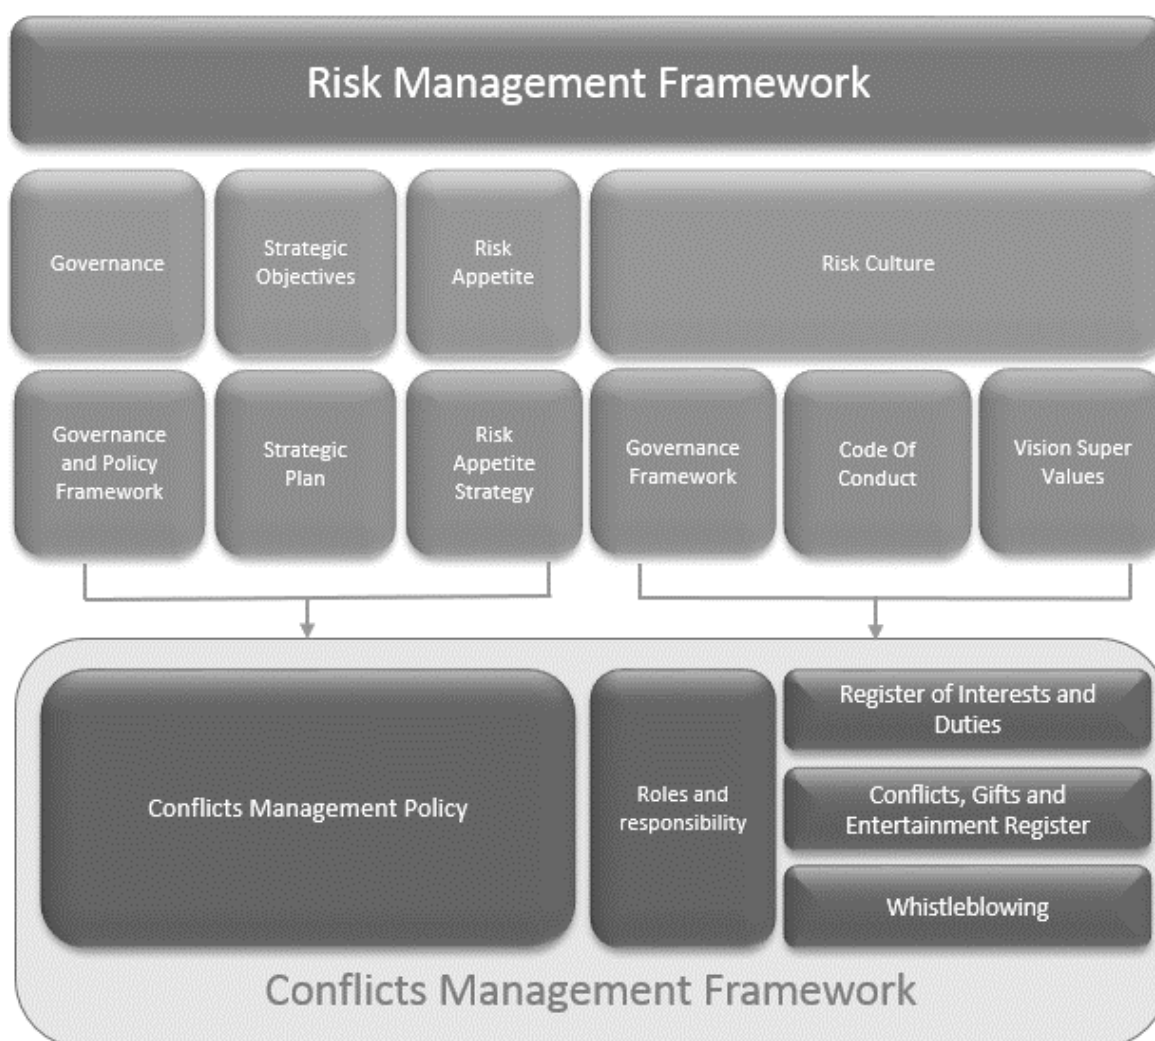 Risk Management Framework
Governance
Strategic
Objectives
Risk
Appetite
Risk Culture
Governance
and Policy
Framework
Strategic
Plan
Risk
Appetite
Strategy
Governance
Framework
Code Of
Conduct
Vision Super
Values
Conflicts Management Policy
Roles and
responsibility
Register of Interests and
Duties
Conflicts, Gifts and
Entertainment Register
Whistleblowing
Conflicts Management Framework